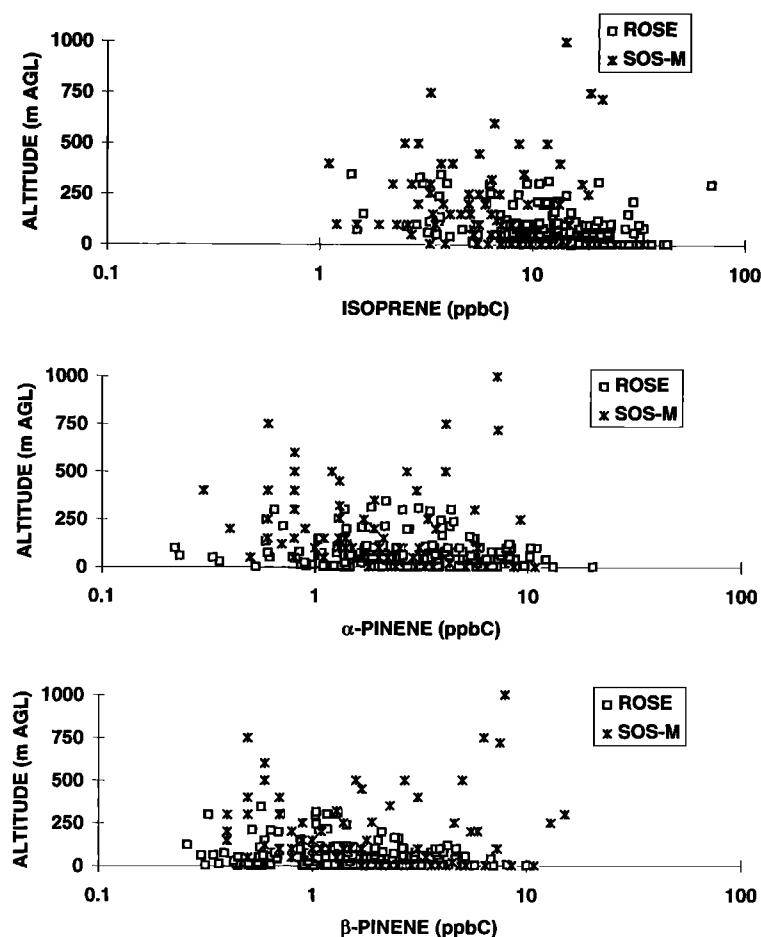 ROSE
SOS-M
ALTITUDE (m AGL)
1000
750
500
250
0
0.1
1
10
100
ISOPRENE (ppbC)
ROSE
SOS-M
ALTITUDE (m AGL)
1000
750
500
250
0
0.1
1
10
100
α-PINENE (ppbC)
ROSE
SOS-M
ALTITUDE (m AGL)
1000
750
500
250
0
0.1
1
10
100
β-PINENE (ppbC)